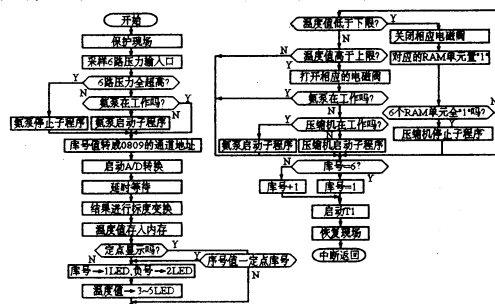 开始
保护现场
采样6路压力输入口
6路压力全超高?
Y
N
氨泵在工作吗?
Y
N
氨泵停止子程序
氨泵启动子程序
库号值转成0809的通道地址
启动A/D转换
延时等待
结果进行标度变换
温度值存入内存
定点显示吗?
Y
N
序号值=定点库号
Y
N
库号→1LED,负号→2LED
温度值→3~5LED
温度值低于下限?
Y
N
关闭相应电磁阀
对应的RAM单元置"1"
温度值高于上限?
N
Y
打开相应的电磁阀
氨泵在工作吗?
Y
N
6个RAM单元全"1"吗?
N
Y
压缩机在工作吗?
Y
N
压缩机停止子程序
氨泵启动子程序
压缩机启动子程序
库号=6?
N
Y
库号+1
库号=1
启动T1
恢复现场
中断返回